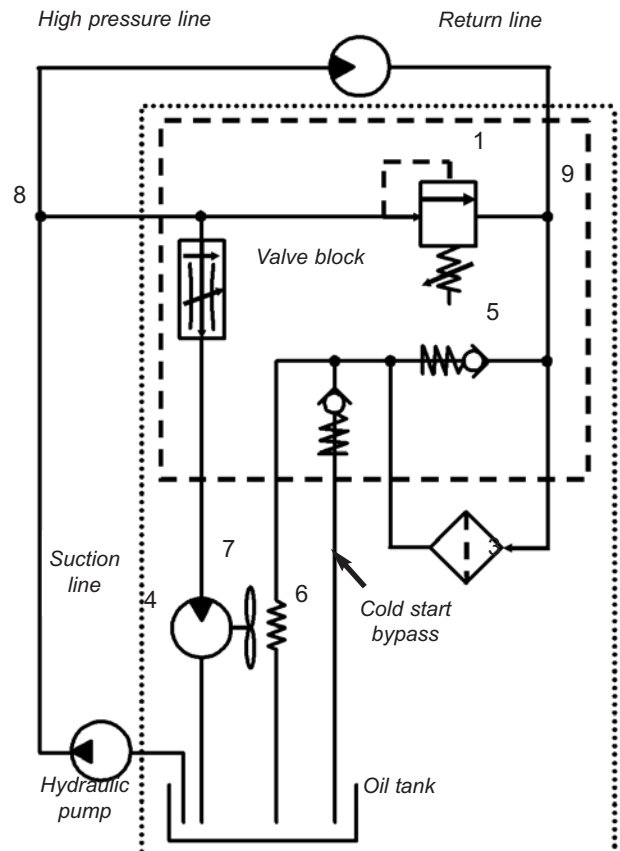 High pressure line
Return line
1
9
8
Valve block
5
3
7
Suction
line
4
6
Cold start
bypass
Hydraulic
pump
Oil tank